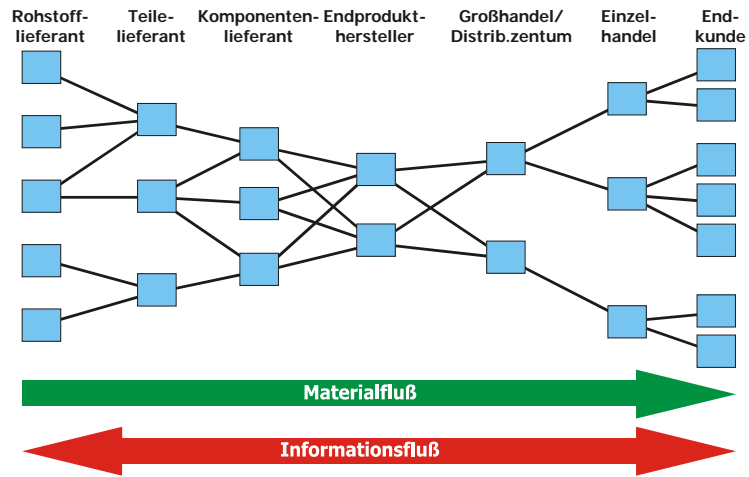 Rohstoff-
lieferant
Teile-
lieferant
Komponenten-
lieferant
Endprodukt-
hersteller
Großhandel/
Distrib.zentum
Einzel-
handel
End-
kunde
Materialfluß
Informationsfluß